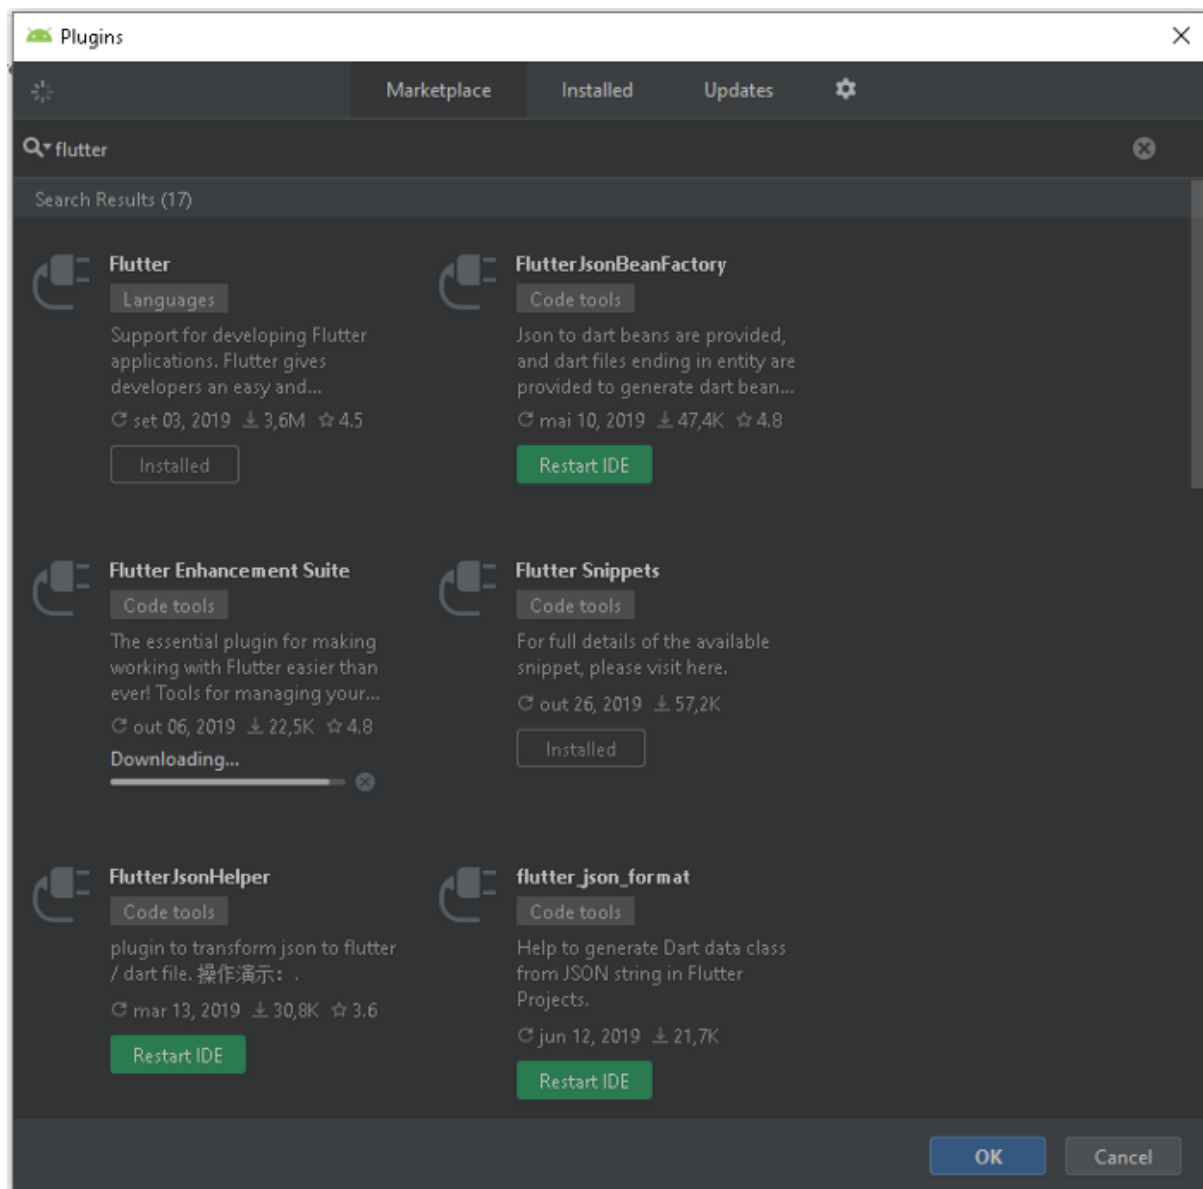 Plugins
Marketplace Installed Updates
flutter
Search Results (17)
Flutter
Languages
Support for developing Flutter
applications. Flutter gives
developers an easy and...
set 03, 2019 3,6M 4.5
Installed
FlutterJsonBeanFactory
Code tools
Json to dart beans are provided,
and dart files ending in entity are
provided to generate dart bean...
mai 10, 2019 47,4K 4.8
Restart IDE
Flutter Enhancement Suite
Code tools
The essential plugin for making
working with Flutter easier than
ever! Tools for managing your...
out 06, 2019 22,5K 4.8
Downloading...
Flutter Snippets
Code tools
For full details of the available
snippet, please visit here.
out 26, 2019 57,2K
Installed
FlutterJsonHelper
Code tools
plugin to transform json to flutter
/ dart file. 操作演示: .
mar 13, 2019 30,8K 3.6
Restart IDE
flutter_json_format
Code tools
Help to generate Dart data class
from JSON string in Flutter
Projects.
jun 12, 2019 21,7K
Restart IDE
OK Cancel